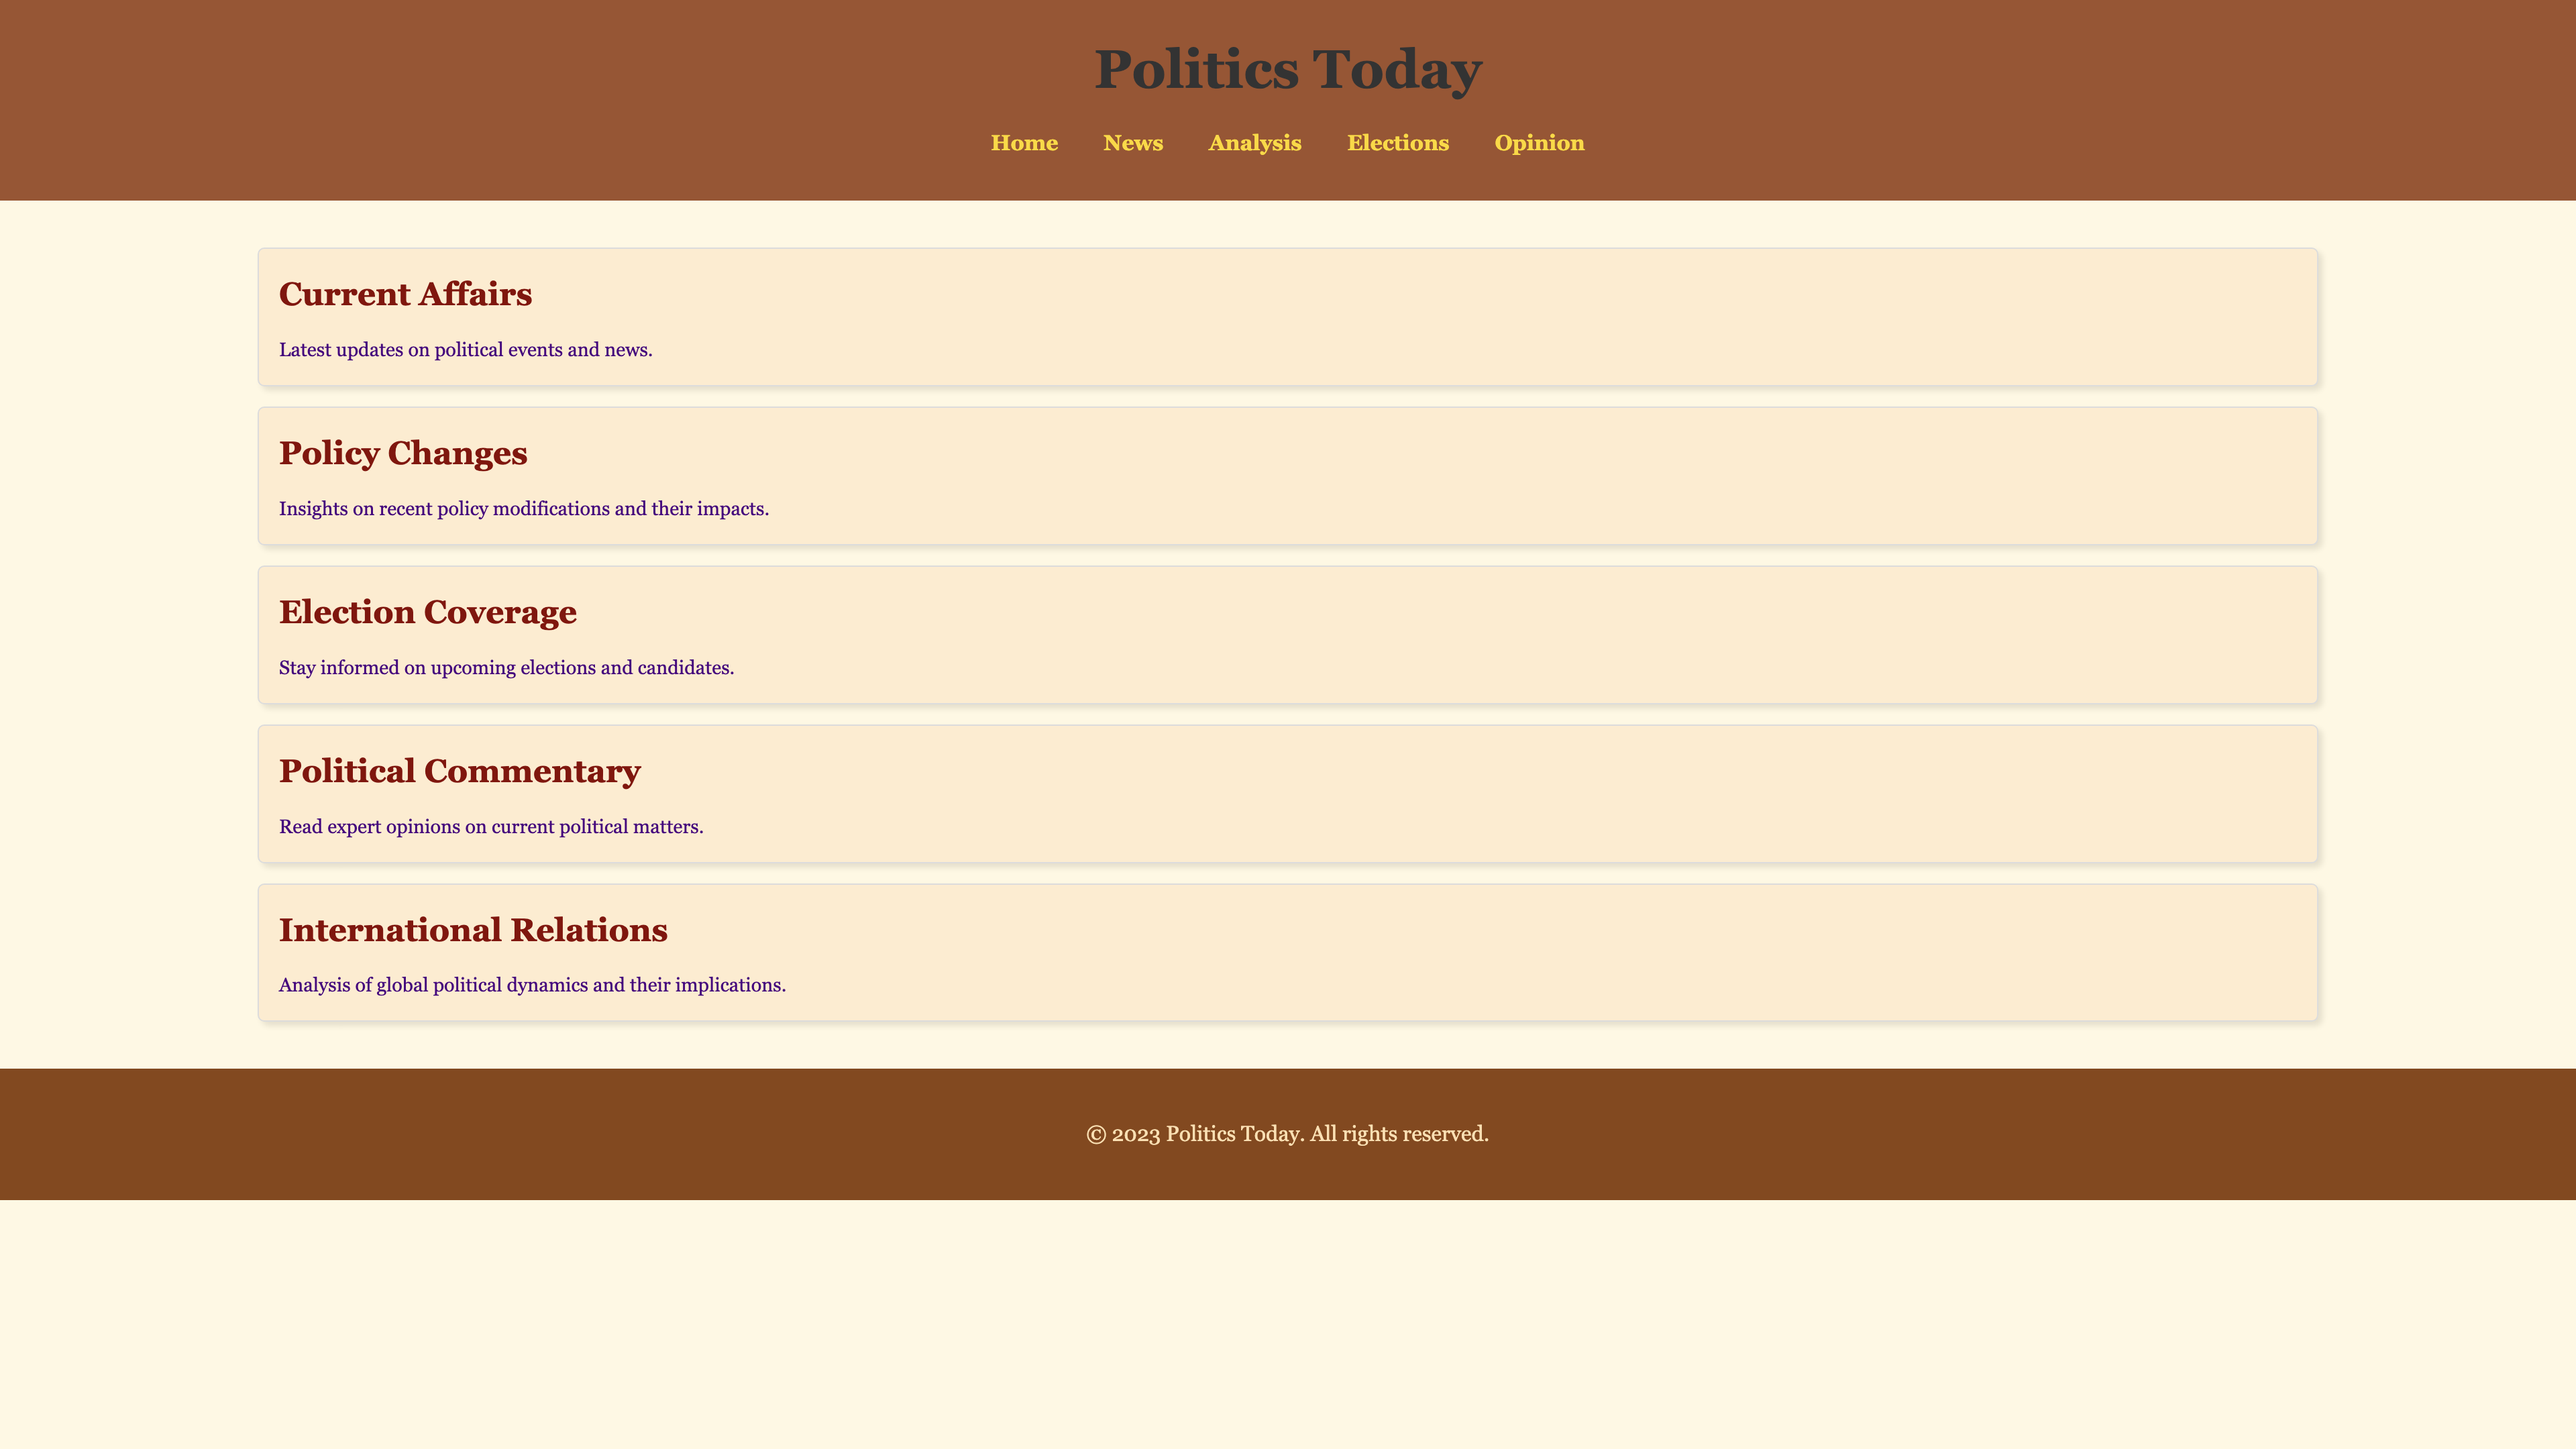 Politics Today
Home News Analysis Elections Opinion
Current Affairs
Latest updates on political events and news.
Policy Changes
Insights on recent policy modifications and their impacts.
Election Coverage
Stay informed on upcoming elections and candidates.
Political Commentary
Read expert opinions on current political matters.
International Relations
Analysis of global political dynamics and their implications.
© 2023 Politics Today. All rights reserved.